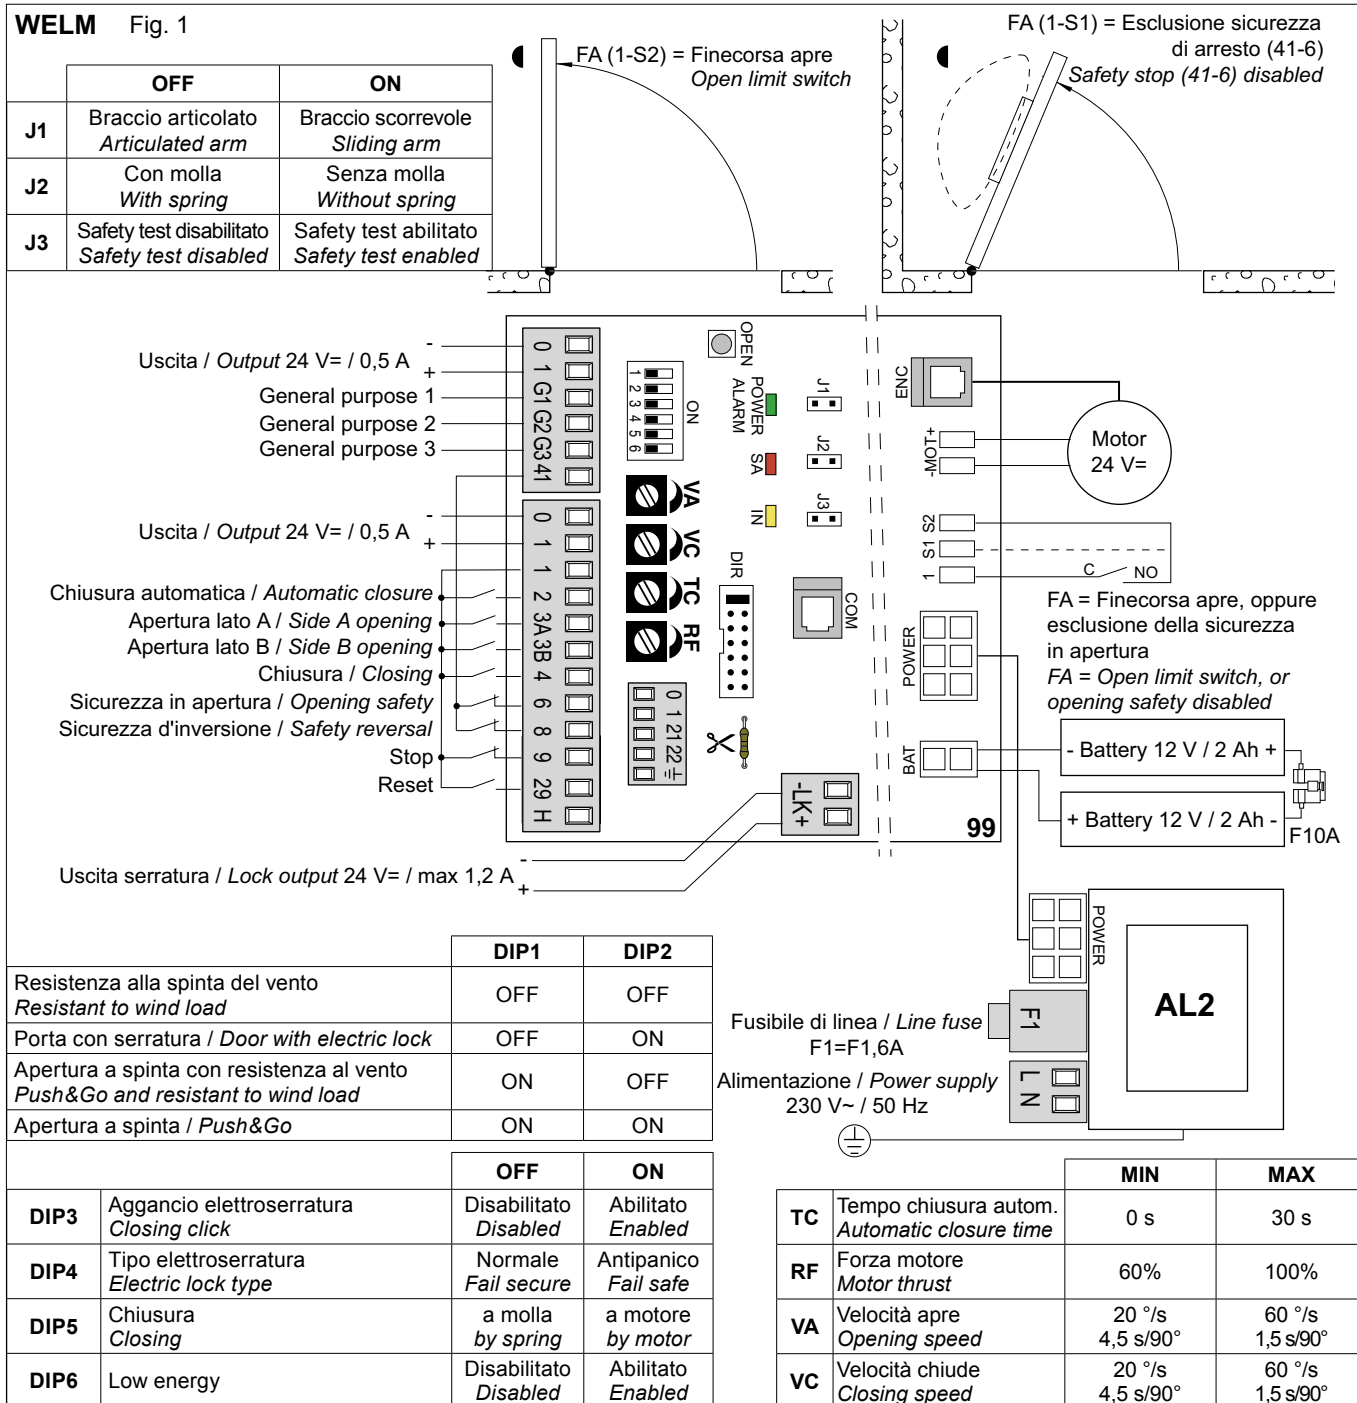 WELM Fig. 1
OFF ON
J1 Braccio articolato Braccio scorrevole
Articulated arm Sliding arm
J2 Con molla Senza molla
With spring Without spring
J3 Safety test disabilitato Safety test abilitato
Safety test disabled Safety test enabled
FA (1-S2) = Finecorsa apre
Open limit switch
FA (1-S1) = Esclusione sicurezza
di arresto (41-6)
Safety stop (41-6) disabled
Uscita / Output 24 V= / 0,5 A - +
General purpose 1
General purpose 2
General purpose 3
0
1
G1
G2
G3
41
Uscita / Output 24 V= / 0,5 A - +
Chiusura automatica / Automatic closure
Apertura lato A / Side A opening
Apertura lato B / Side B opening
Chiusura / Closing
Sicurezza in apertura / Opening safety
Sicurezza d'inversione / Safety reversal
Stop
Reset
0
1
1
2
3A
3B
4
6
8
9
29
H
1
2
3
4
5
6
ON
VA
VC
TC
RF
0 1 21 22
OPEN
POWER
ALARM
SA
IN
J1
J2
J3
DIR
COM
-LK+
99
Uscita serratura / Lock output 24 V= / max 1,2 A - +
ENC
-MOT+
Motor
24 V=
S2
S1
1
C NO
FA = Finecorsa apre, oppure
esclusione della sicurezza
in apertura
FA = Open limit switch, or
opening safety disabled
POWER
BAT
- Battery 12 V / 2 Ah +
+ Battery 12 V / 2 Ah -
F10A
POWER
AL2
F1
L N
Fusibile di linea / Line fuse
F1=F1,6A
Alimentazione / Power supply
230 V~ / 50 Hz
DIP1 DIP2
Resistenza alla spinta del vento
Resistant to wind load OFF OFF
Porta con serratura / Door with electric lock OFF ON
Apertura a spinta con resistenza al vento
Push&Go and resistant to wind load ON OFF
Apertura a spinta / Push&Go ON ON
OFF ON
DIP3 Aggancio elettroserratura Disabilitato Abilitato
Closing click Disabled Enabled
DIP4 Tipo elettroserratura Normale Antipanico
Electric lock type Fail secure Fail safe
DIP5 Chiusura a molla a motore
Closing by spring by motor
DIP6 Low energy Disabilitato Abilitato
Disabled Enabled
MIN MAX
TC Tempo chiusura autom. 0 s 30 s
Automatic closure time
RF Forza motore 60% 100%
Motor thrust
VA Velocità apre 20 °/s 60 °/s
Opening speed 4,5 s/90° 1,5 s/90°
VC Velocità chiude 20 °/s 60 °/s
Closing speed 4,5 s/90° 1,5 s/90°